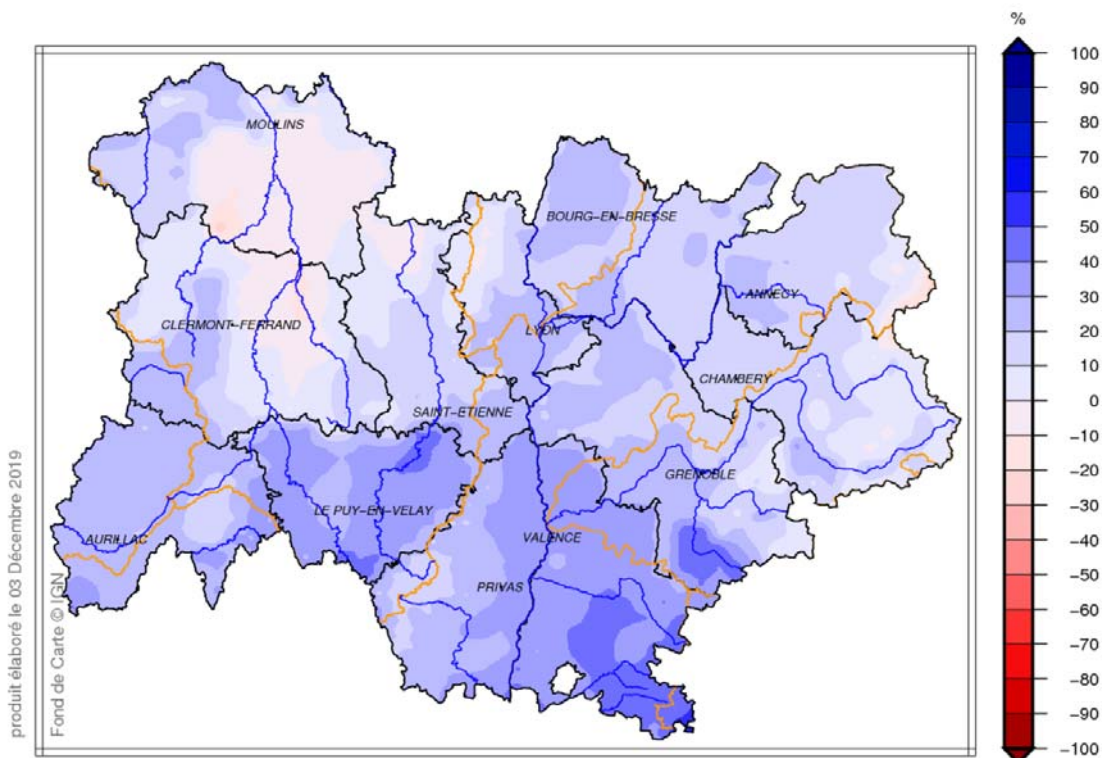 %
100
90
80
70
60
50
40
30
20
10
0
−10
−20
−30
−40
−50
−60
−70
−80
−90
−100
MOULINS
BOURG−EN−BRESSE
ANNECY
CLERMONT−FERRAND
LYON
CHAMBERY
SAINT−ETIENNE
GRENOBLE
LE PUY−EN−VELAY
AURILLAC
VALENCE
PRIVAS
produit élaboré le 03 Décembre 2019
Fond de Carte © IGN